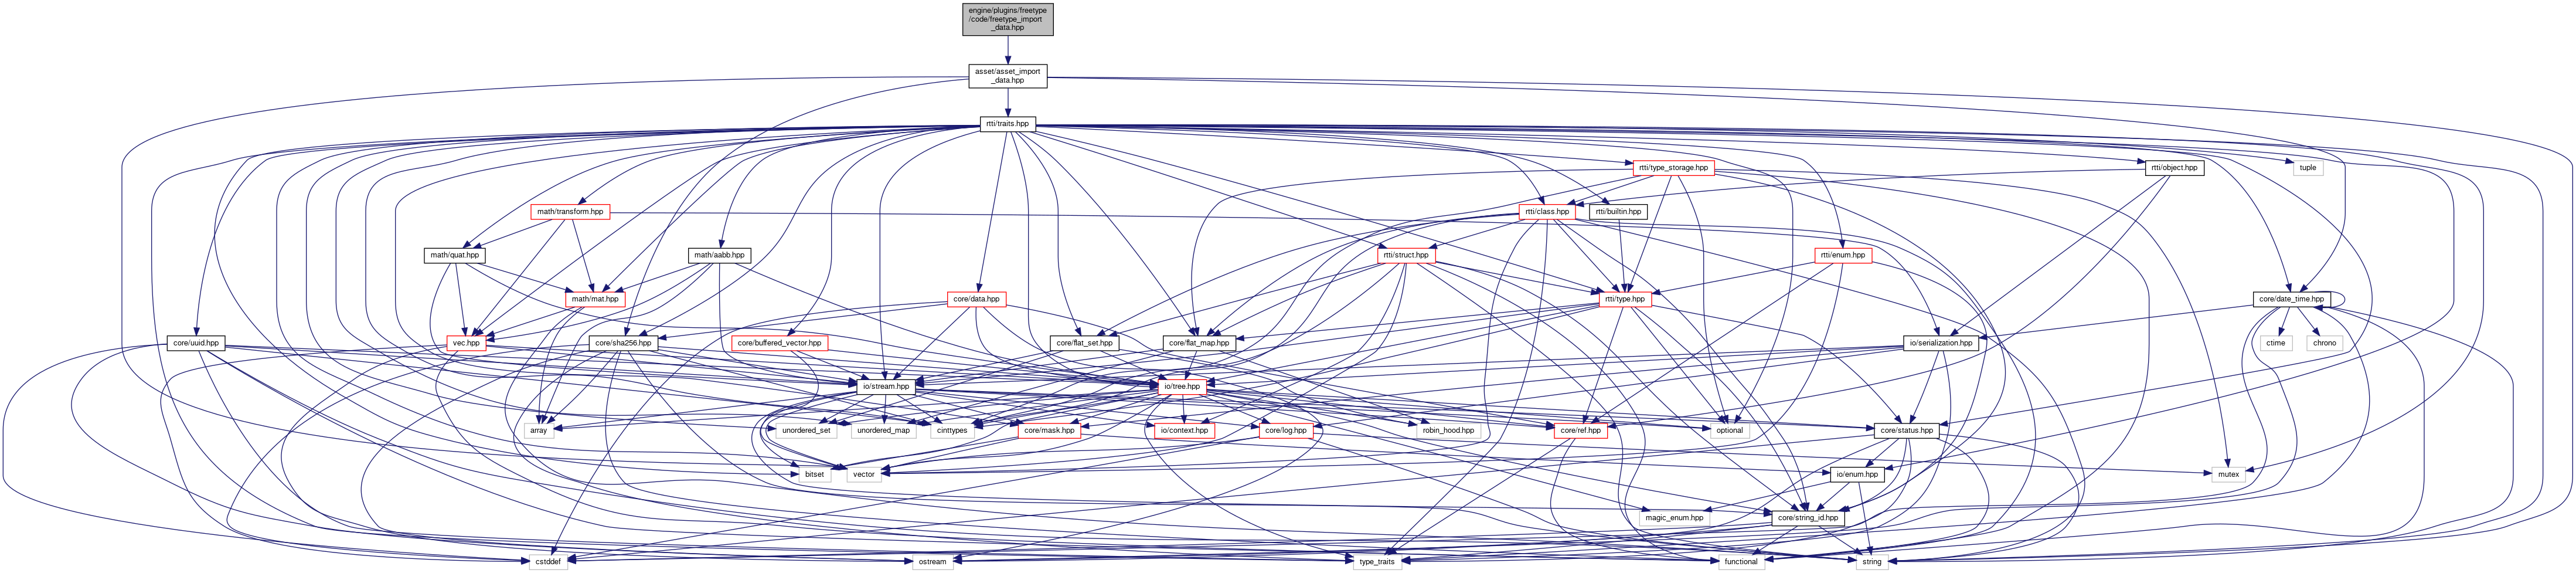 engine/plugins/freetype
/code/freetype_import
_data.hpp
asset/asset_import
_data.hpp
rtti/traits.hpp
rtti/type_storage.hpp
rtti/object.hpp
tuple
math/transform.hpp
rtti/class.hpp
rtti/builtin.hpp
math/quat.hpp
math/aabb.hpp
rtti/struct.hpp
rtti/enum.hpp
math/mat.hpp
core/data.hpp
rtti/type.hpp
core/date_time.hpp
core/uuid.hpp
vec.hpp
core/sha256.hpp
core/buffered_vector.hpp
core/flat_set.hpp
core/flat_map.hpp
io/serialization.hpp
ctime
chrono
io/stream.hpp
io/tree.hpp
array
unordered_set
unordered_map
cinttypes
core/mask.hpp
io/context.hpp
core/log.hpp
robin_hood.hpp
core/ref.hpp
optional
core/status.hpp
bitset
vector
io/enum.hpp
mutex
magic_enum.hpp
core/string_id.hpp
cstddef
ostream
type_traits
functional
string